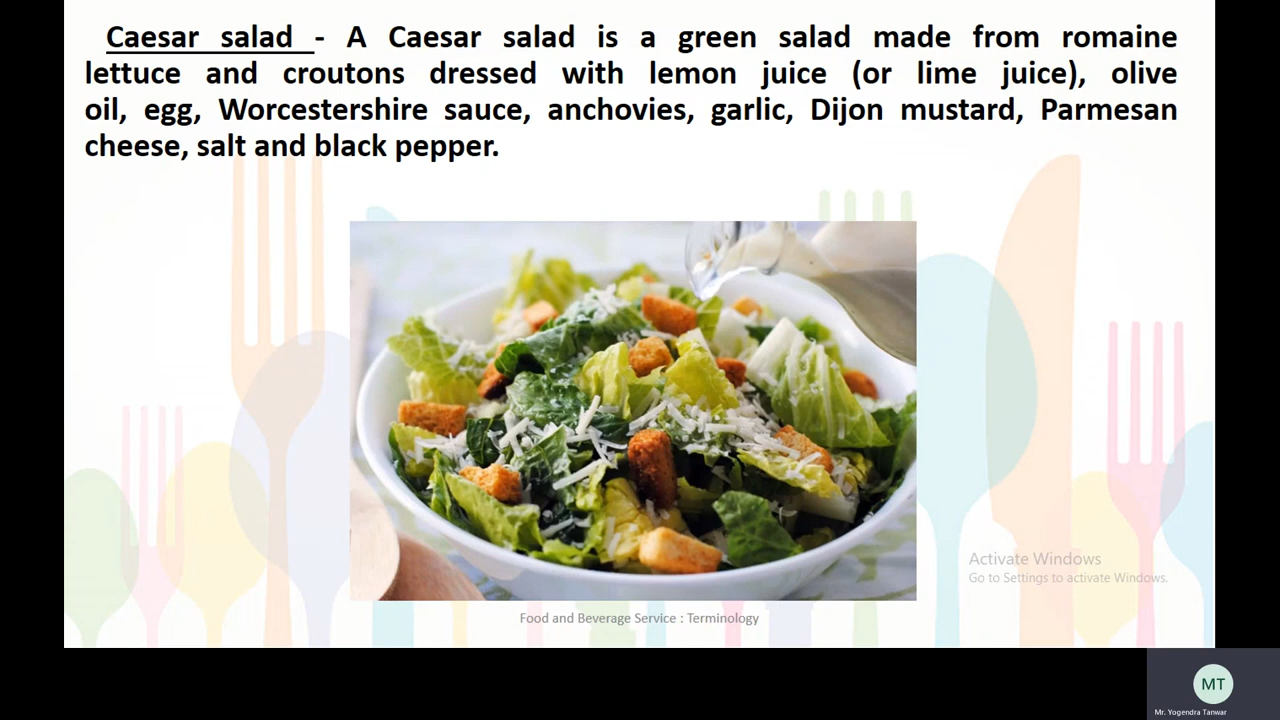 Caesar salad - A Caesar salad is a green salad made from romaine
lettuce and croutons dressed with lemon juice (or lime juice), olive
oil, egg, Worcestershire sauce, anchovies, garlic, Dijon mustard, Parmesan
cheese, salt and black pepper.
Activate Windows
Go to Settings to activate Windows.
Food and Beverage Service : Terminology
MT
Mr. Yogendra Tanwar